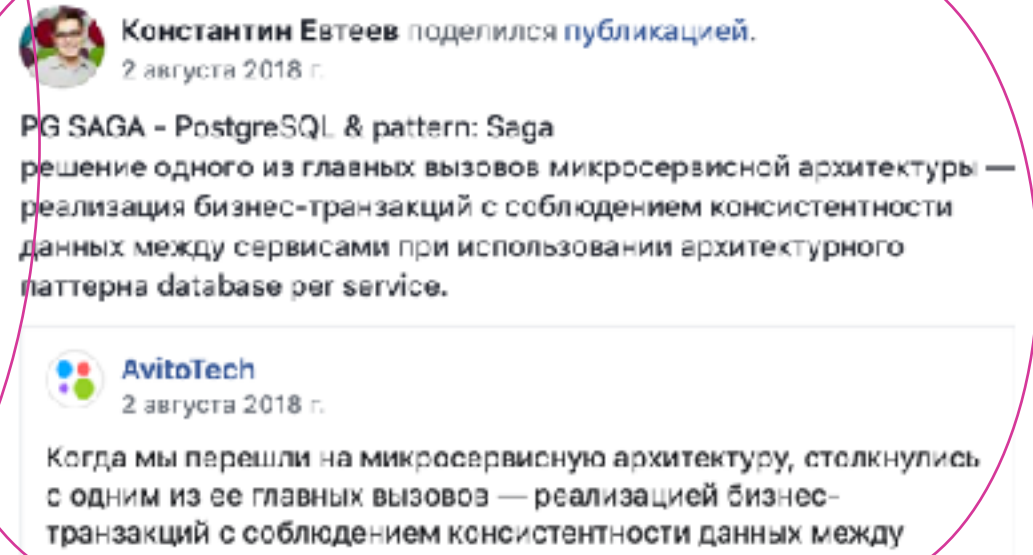 Константин Евтеев поделился публикацией.
2 августа 2018 г.
PG SAGA - PostgreSQL & pattern: Saga
решение одного из главных вызовов микросервисной архитектуры —
реализация бизнес-транзакций с соблюдением консистентности
данных между сервисами при использовании архитектурного
паттерна database per service.
AvitoTech
2 августа 2018 г.
Когда мы перешли на микросервисную архитектуру, столкнулись
с одним из ее главных вызовов — реализацией бизнес-
транзакций с соблюдением консистентности данных между